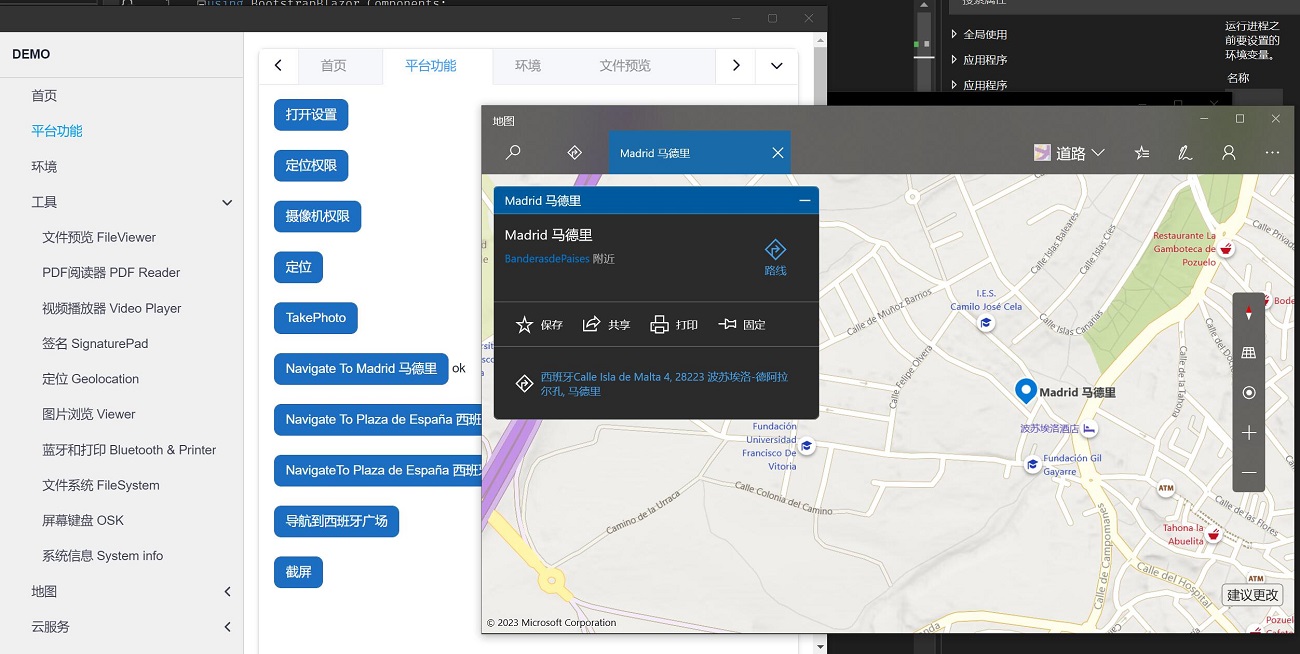 using BootstrapBlazor.Components;
DEMO
首页
平台功能
环境
工具
文件预览 FileViewer
PDF阅读器 PDF Reader
视频播放器 Video Player
签名 SignaturePad
定位 Geolocation
图片浏览 Viewer
蓝牙和打印 Bluetooth & Printer
文件系统 FileSystem
屏幕键盘 OSK
系统信息 System info
地图
云服务
首页
平台功能
环境
文件预览
打开设置
定位权限
摄像机权限
定位
TakePhoto
Navigate To Madrid 马德里
ok
Navigate To Plaza de España 西班
NavigateTo Plaza de España 西班
导航到西班牙广场
截屏
搜索属性
全局使用
应用程序
应用程序
运行进程之
前要设置的
环境变量。
名称
地图
Madrid 马德里
道路
Madrid 马德里
Madrid 马德里
BanderasdePaises 附近
路线
保存
共享
打印
固定
西班牙Calle Isla de Malta 4, 28223 波苏埃洛-德阿拉
尔孔, 马德里
Restaurante La
Gamboteca de
Pozuelo
Calle Islas Baleares
Calle Islas Cíes
I.E.S.
Camilo José Cela
Calle de Muñoz Barrios
Calle Islas Canarias
Calle Felipe Olvera
Calle de la Tahona
Madrid 马德里
波苏埃洛酒店
Fundación
Universidad
Francisco De
Vitoria
Fundación Gil
Gayarre
Calle Colonia del Camino
Camino de la Urraca
ATM
Calle de las Flores
Tahona la
Abuelita
Calle de Campomanes
Calle del Hospital
ATM
建议更改
Pozuel
© 2023 Microsoft Corporation